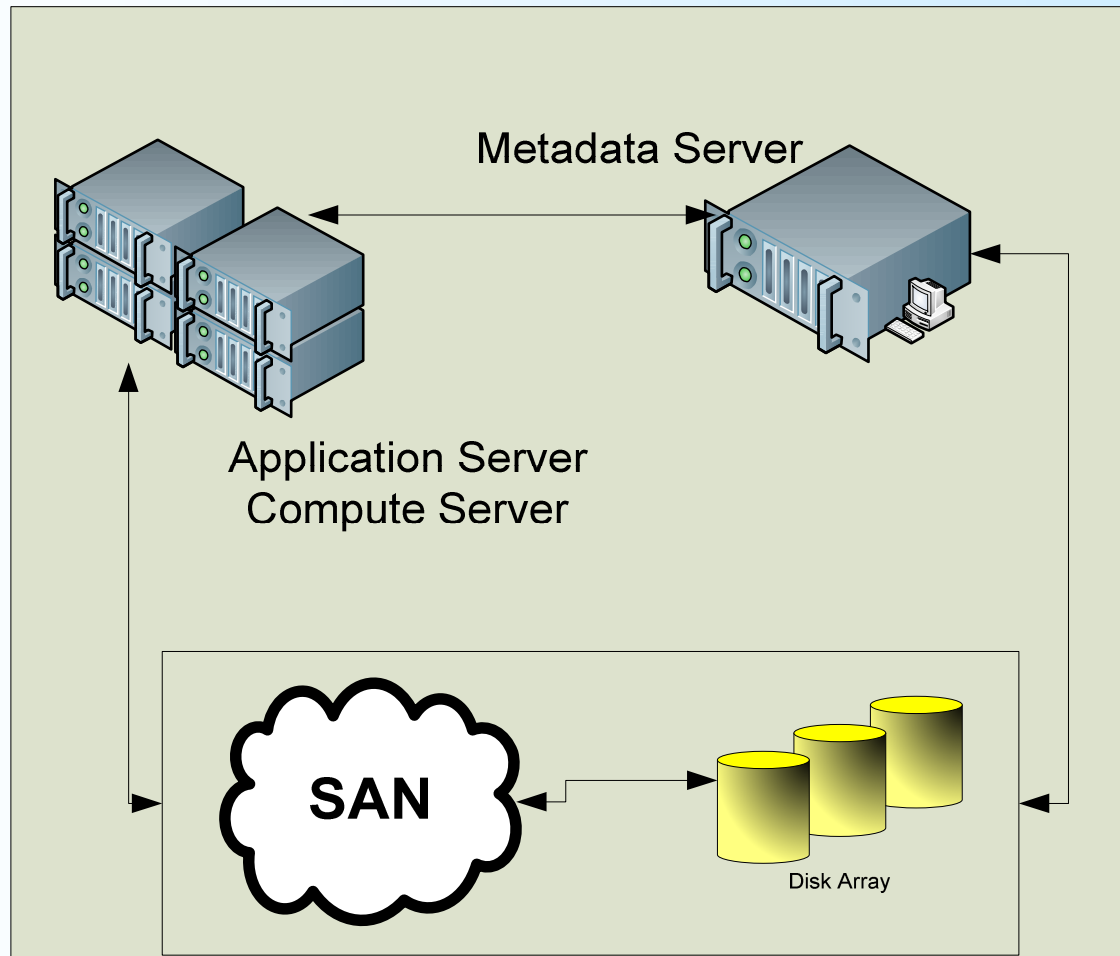 Metadata Server
Application Server
Compute Server
SAN
Disk Array